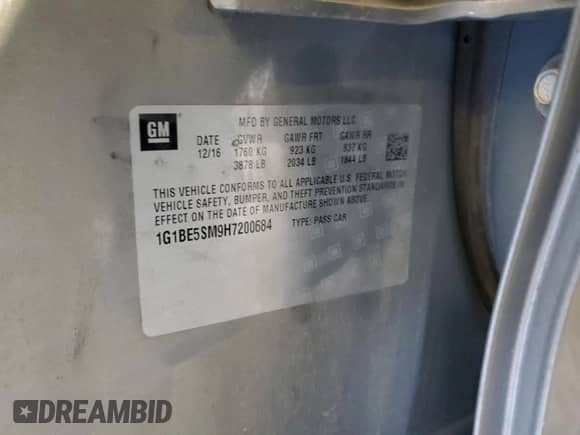 GM
MFD BY GENERAL MOTORS LLC
DATE GVWR GAWR FRT GAWR RR
12/16 1760 KG 923 KG 837 KG
3878 LB 2034 LB 1844 LB
THIS VEHICLE CONFORMS TO ALL APPLICABLE U.S. FEDERAL MOTOR
VEHICLE SAFETY, BUMPER, AND THEFT PREVENTION STANDARDS IN
EFFECT ON THE DATE OF MANUFACTURE SHOWN ABOVE.
1G1BE5SM9H7200684 TYPE: PASS CAR
DREAMBID